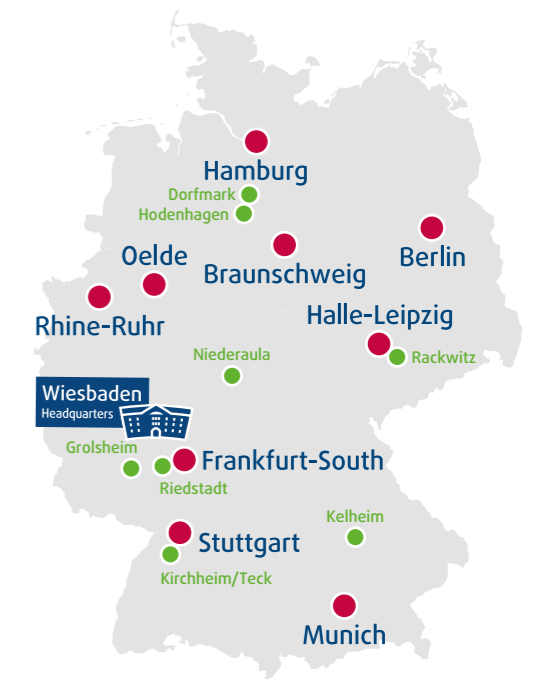 Hamburg
Dorfmark
Hodenhagen
Oelde
Braunschweig
Berlin
Rhine-Ruhr
Halle-Leipzig
Niederaula
Rackwitz
Wiesbaden
Headquarters
Grolsheim
Frankfurt-South
Riedstadt
Kelheim
Stuttgart
Kirchheim/Teck
Munich